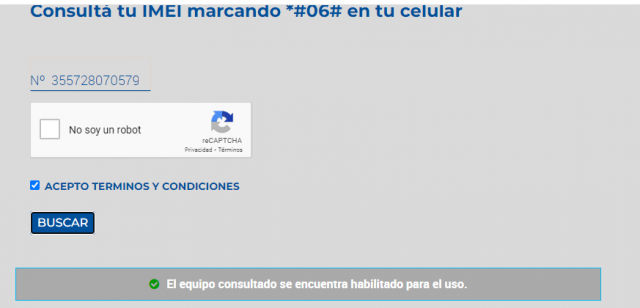 Consultá tu IMEI marcando *#06# en tu celular
Nº 355728070579
No soy un robot
reCAPTCHA
Privacidad - Términos
ACEPTO TERMINOS Y CONDICIONES
BUSCAR
El equipo consultado se encuentra habilitado para el uso.